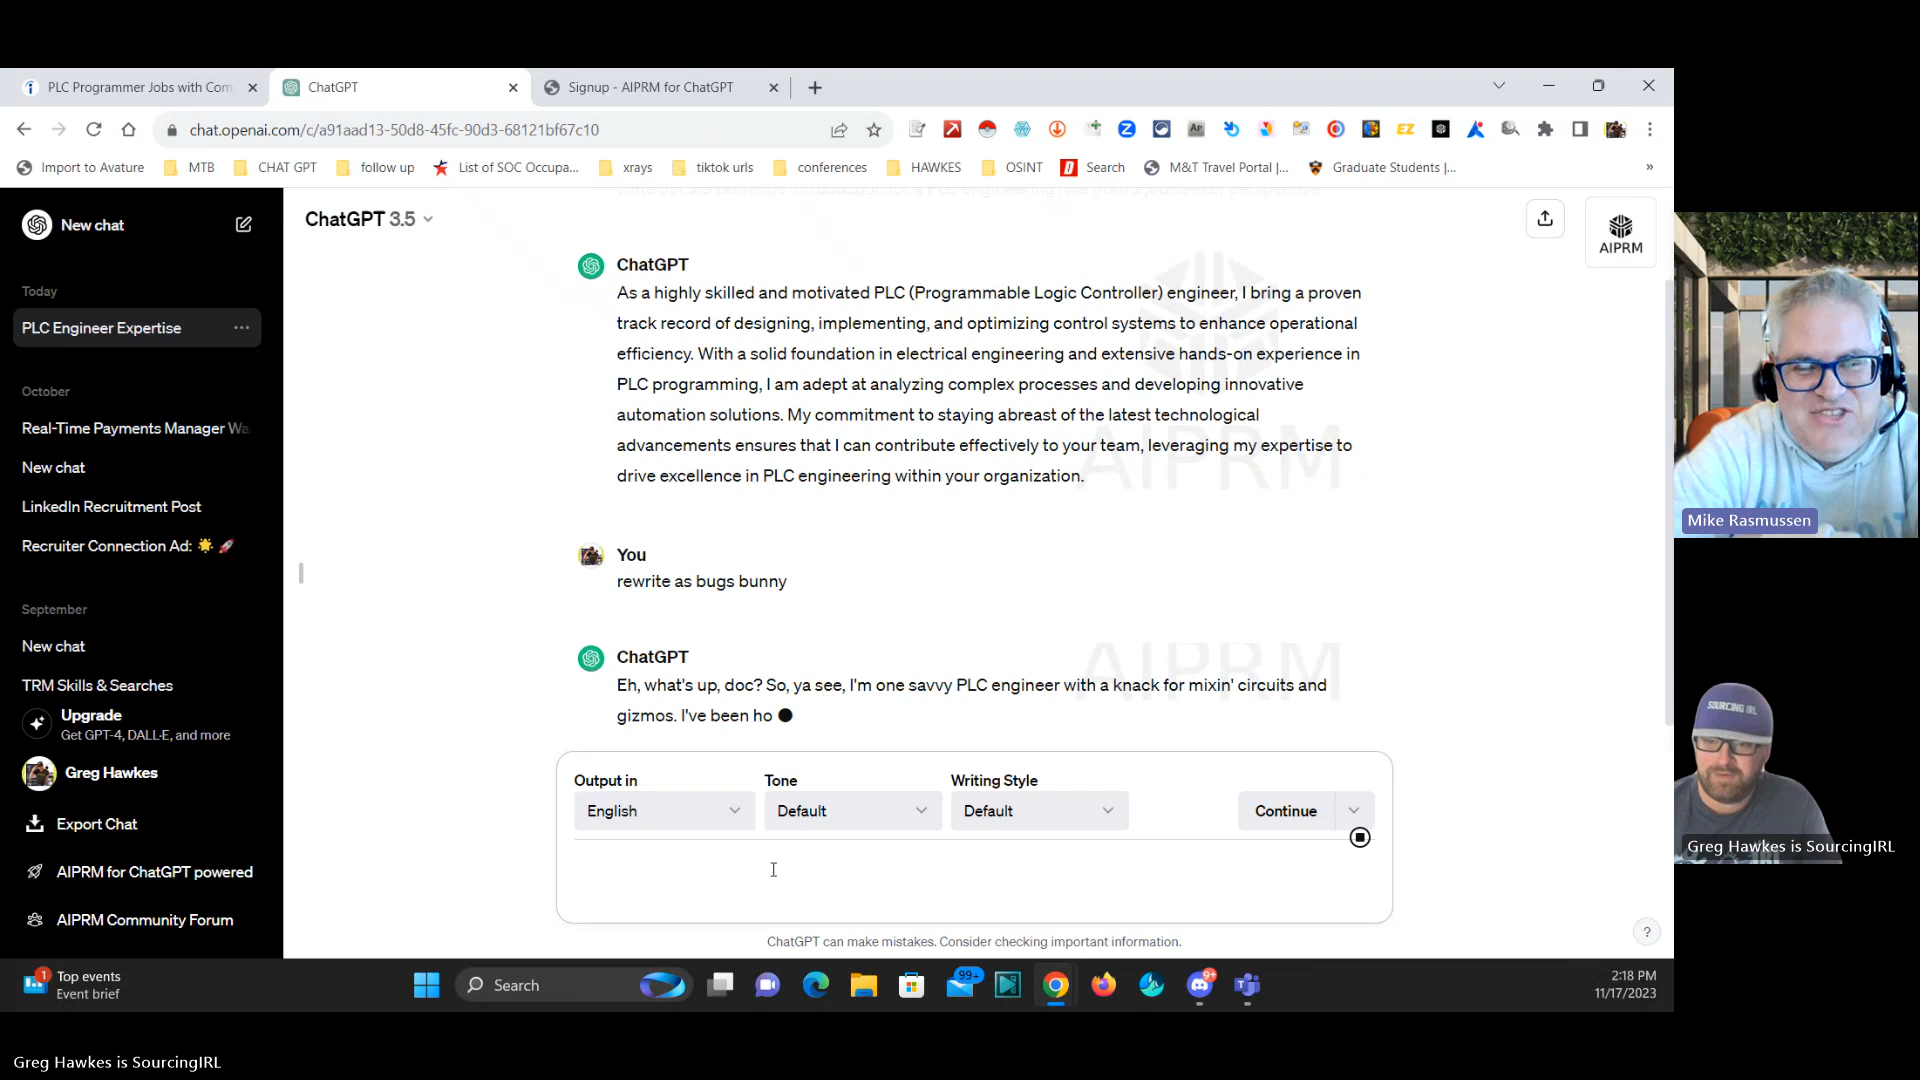 PLC Programmer Jobs with Com
ChatGPT
Signup - AIPRM for ChatGPT
chat.openai.com/c/a91aad13-50d8-45fc-90d3-68121bf67c10
Import to Avature
MTB
CHAT GPT
follow up
List of SOC Occupa...
xrays
tiktok urls
conferences
HAWKES
OSINT
Search
M&T Travel Portal |...
Graduate Students |...
»
New chat
Today
PLC Engineer Expertise
October
Real-Time Payments Manager Wa
New chat
LinkedIn Recruitment Post
Recruiter Connection Ad: 🌟 🚀
September
New chat
TRM Skills & Searches
Upgrade
Get GPT-4, DALL·E, and more
Greg Hawkes
Export Chat
AIPRM for ChatGPT powered
AIPRM Community Forum
ChatGPT 3.5
AIPRM
ChatGPT
As a highly skilled and motivated PLC (Programmable Logic Controller) engineer, I bring a proven
track record of designing, implementing, and optimizing control systems to enhance operational
efficiency. With a solid foundation in electrical engineering and extensive hands-on experience in
PLC programming, I am adept at analyzing complex processes and developing innovative
automation solutions. My commitment to staying abreast of the latest technological
advancements ensures that I can contribute effectively to your team, leveraging my expertise to
drive excellence in PLC engineering within your organization.
AIPRM
You
rewrite as bugs bunny
ChatGPT
Eh, what's up, doc? So, ya see, I'm one savvy PLC engineer with a knack for mixin' circuits and
gizmos. I've been ho
AIPRM
Output in
Tone
Writing Style
English
Default
Default
Continue
ChatGPT can make mistakes. Consider checking important information.
?
1
Top events
Event brief
Search
99+
9+
2:18 PM
11/17/2023
Mike Rasmussen
SOURCING IRL
Greg Hawkes is SourcingIRL
Greg Hawkes is SourcingIRL